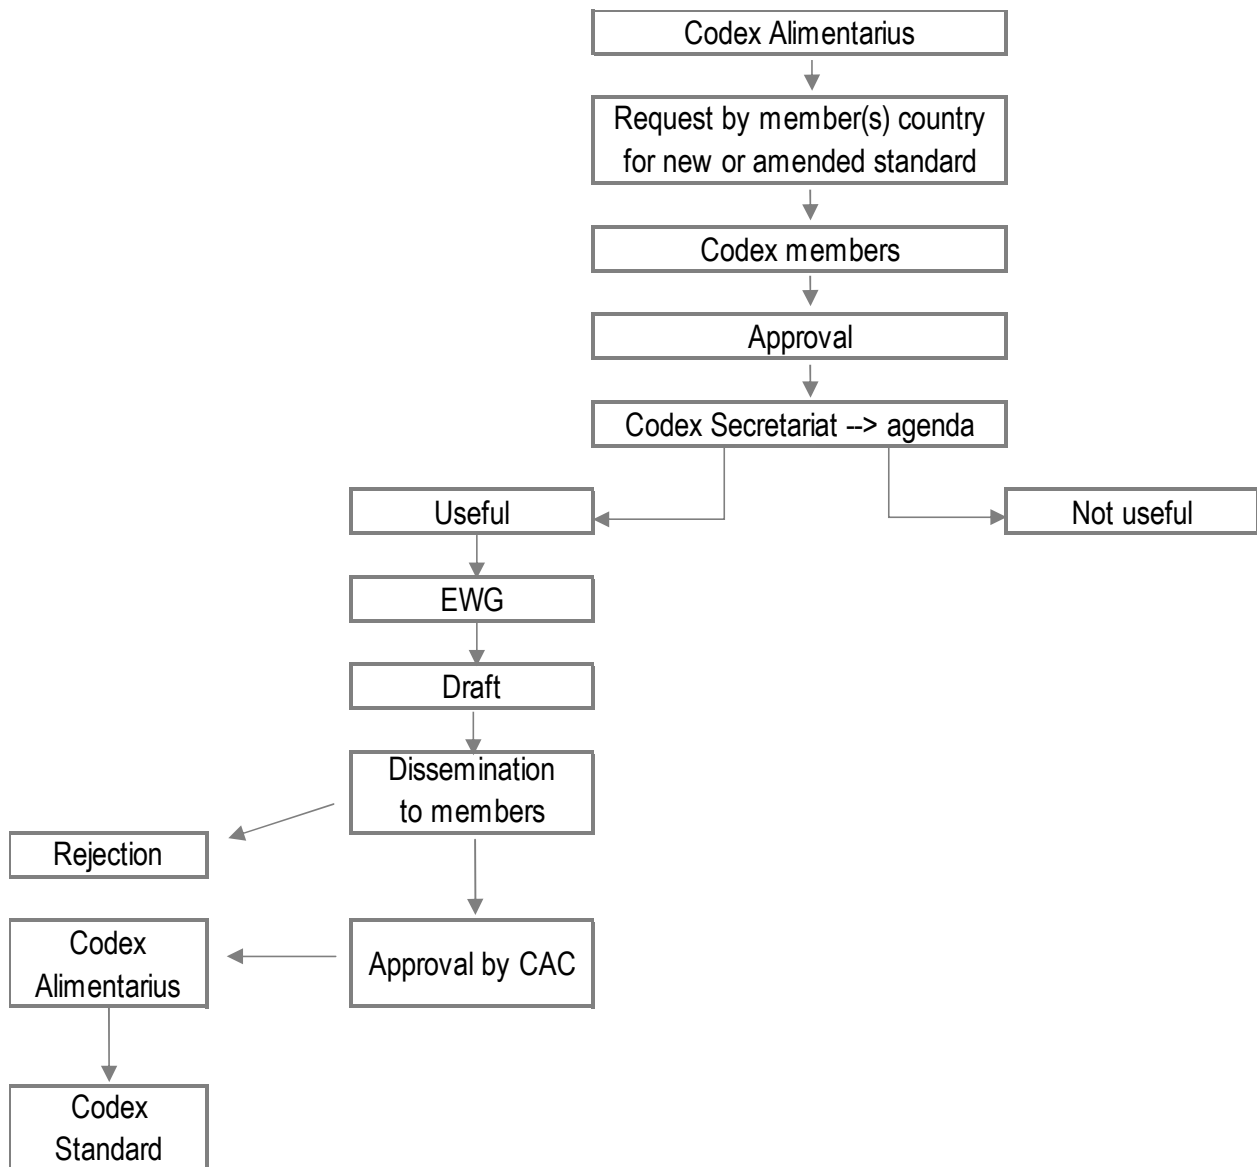 Codex Alimentarius
Request by member(s) country
for new or amended standard
Codex members
Approval
Codex Secretariat --> agenda
Useful
Not useful
EWG
Draft
Dissemination
to members
Rejection
Codex
Alimentarius
Approval by CAC
Codex
Standard